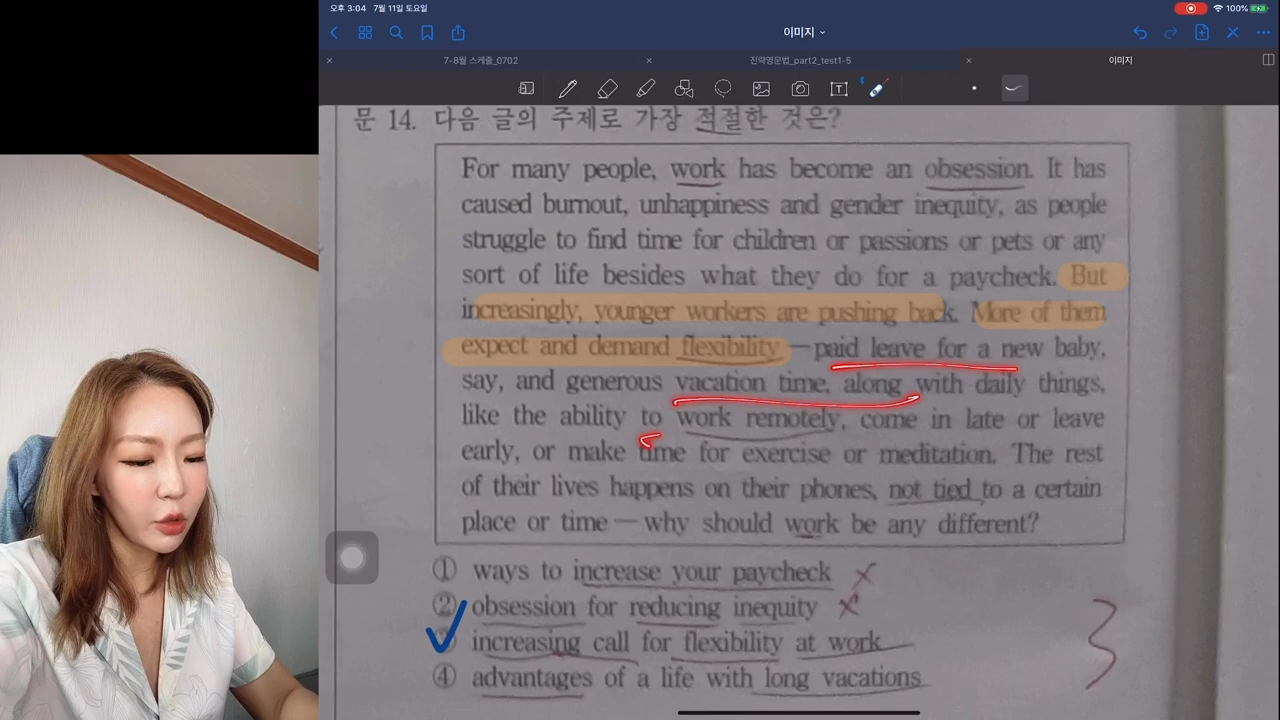 오후 3:04 7월 11일 토요일
100%
이미지
7-8월 스케줄_0702
전략영문법_part2_test1-5
이미지
문 14. 다음 글의 주제로 가장 적절한 것은?
For many people, work has become an obsession. It has
caused burnout, unhappiness and gender inequity, as people
struggle to find time for children or passions or pets or any
sort of life besides what they do for a paycheck. But
increasingly, younger workers are pushing back. More of them
expect and demand flexibility—paid leave for a new baby,
say, and generous vacation time, along with daily things,
like the ability to work remotely, come in late or leave
early, or make time for exercise or meditation. The rest
of their lives happens on their phones, not tied to a certain
place or time—why should work be any different?
① ways to increase your paycheck
② obsession for reducing inequity
increasing call for flexibility at work
④ advantages of a life with long vacations
3